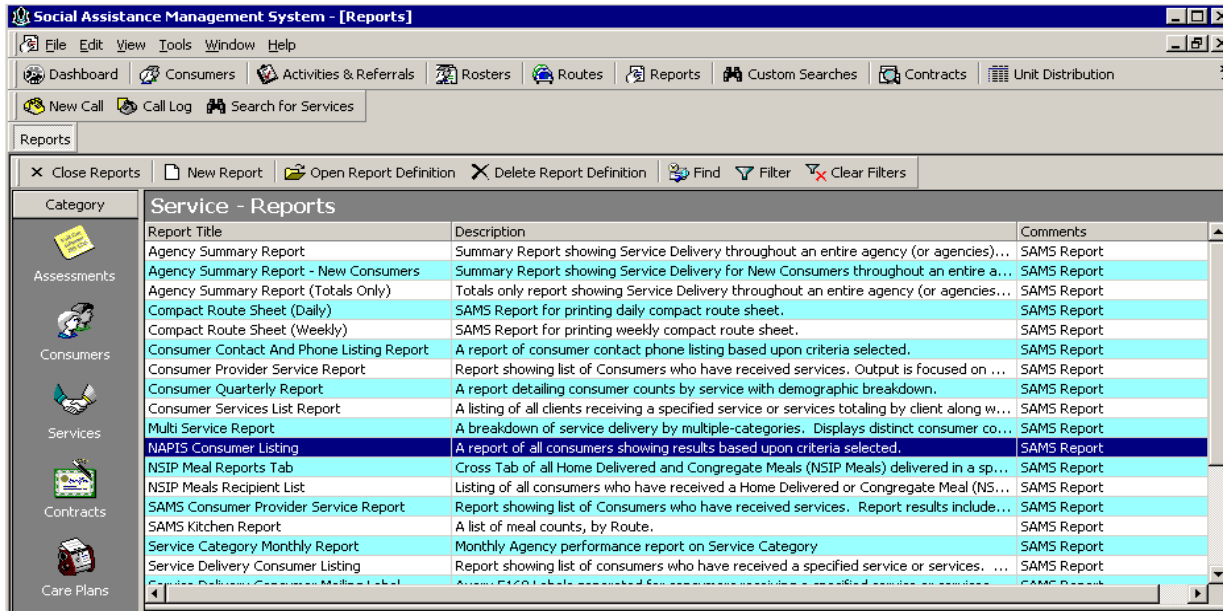 Social Assistance Management System - [Reports]
File Edit View Tools Window Help
Dashboard Consumers Activities & Referrals Rosters Routes Reports Custom Searches Contracts Unit Distribution
New Call Call Log Search for Services
Reports
Close Reports New Report Open Report Definition Delete Report Definition Find Filter Clear Filters
Category Service - Reports
Report Title Description Comments
Agency Summary Report Summary Report showing Service Delivery throughout an entire agency (or agencies)... SAMS Report
Agency Summary Report - New Consumers Summary Report showing Service Delivery for New Consumers throughout an entire a... SAMS Report
Assessments
Agency Summary Report (Totals Only) Totals only report showing Service Delivery throughout an entire agency (or agencies... SAMS Report
Compact Route Sheet (Daily) SAMS Report for printing daily compact route sheet. SAMS Report
Compact Route Sheet (Weekly) SAMS Report for printing weekly compact route sheet. SAMS Report
Consumers
Consumer Contact And Phone Listing Report A report of consumer contact phone listing based upon criteria selected. SAMS Report
Consumer Provider Service Report Report showing list of Consumers who have received services. Output is focused on ... SAMS Report
Consumer Quarterly Report A report detailing consumer counts by service with demographic breakdown. SAMS Report
Consumer Services List Report A listing of all clients receiving a specified service or services totaling by client along w... SAMS Report
Services
Multi Service Report A breakdown of service delivery by multiple-categories. Displays distinct consumer co... SAMS Report
NAPIS Consumer Listing A report of all consumers showing results based upon criteria selected. SAMS Report
NSIP Meal Reports Tab Cross Tab of all Home Delivered and Congregate Meals (NSIP Meals) delivered in a sp... SAMS Report
NSIP Meals Recipient List Listing of all consumers who have received a Home Delivered or Congregate Meal (NS... SAMS Report
Contracts
SAMS Consumer Provider Service Report Report showing list of Consumers who have received services. Report results include... SAMS Report
SAMS Kitchen Report A list of meal counts, by Route. SAMS Report
Service Category Monthly Report Monthly Agency performance report on Service Category SAMS Report
Service Delivery Consumer Listing Report showing list of consumers who have received a specified service or services. ... SAMS Report
Care Plans